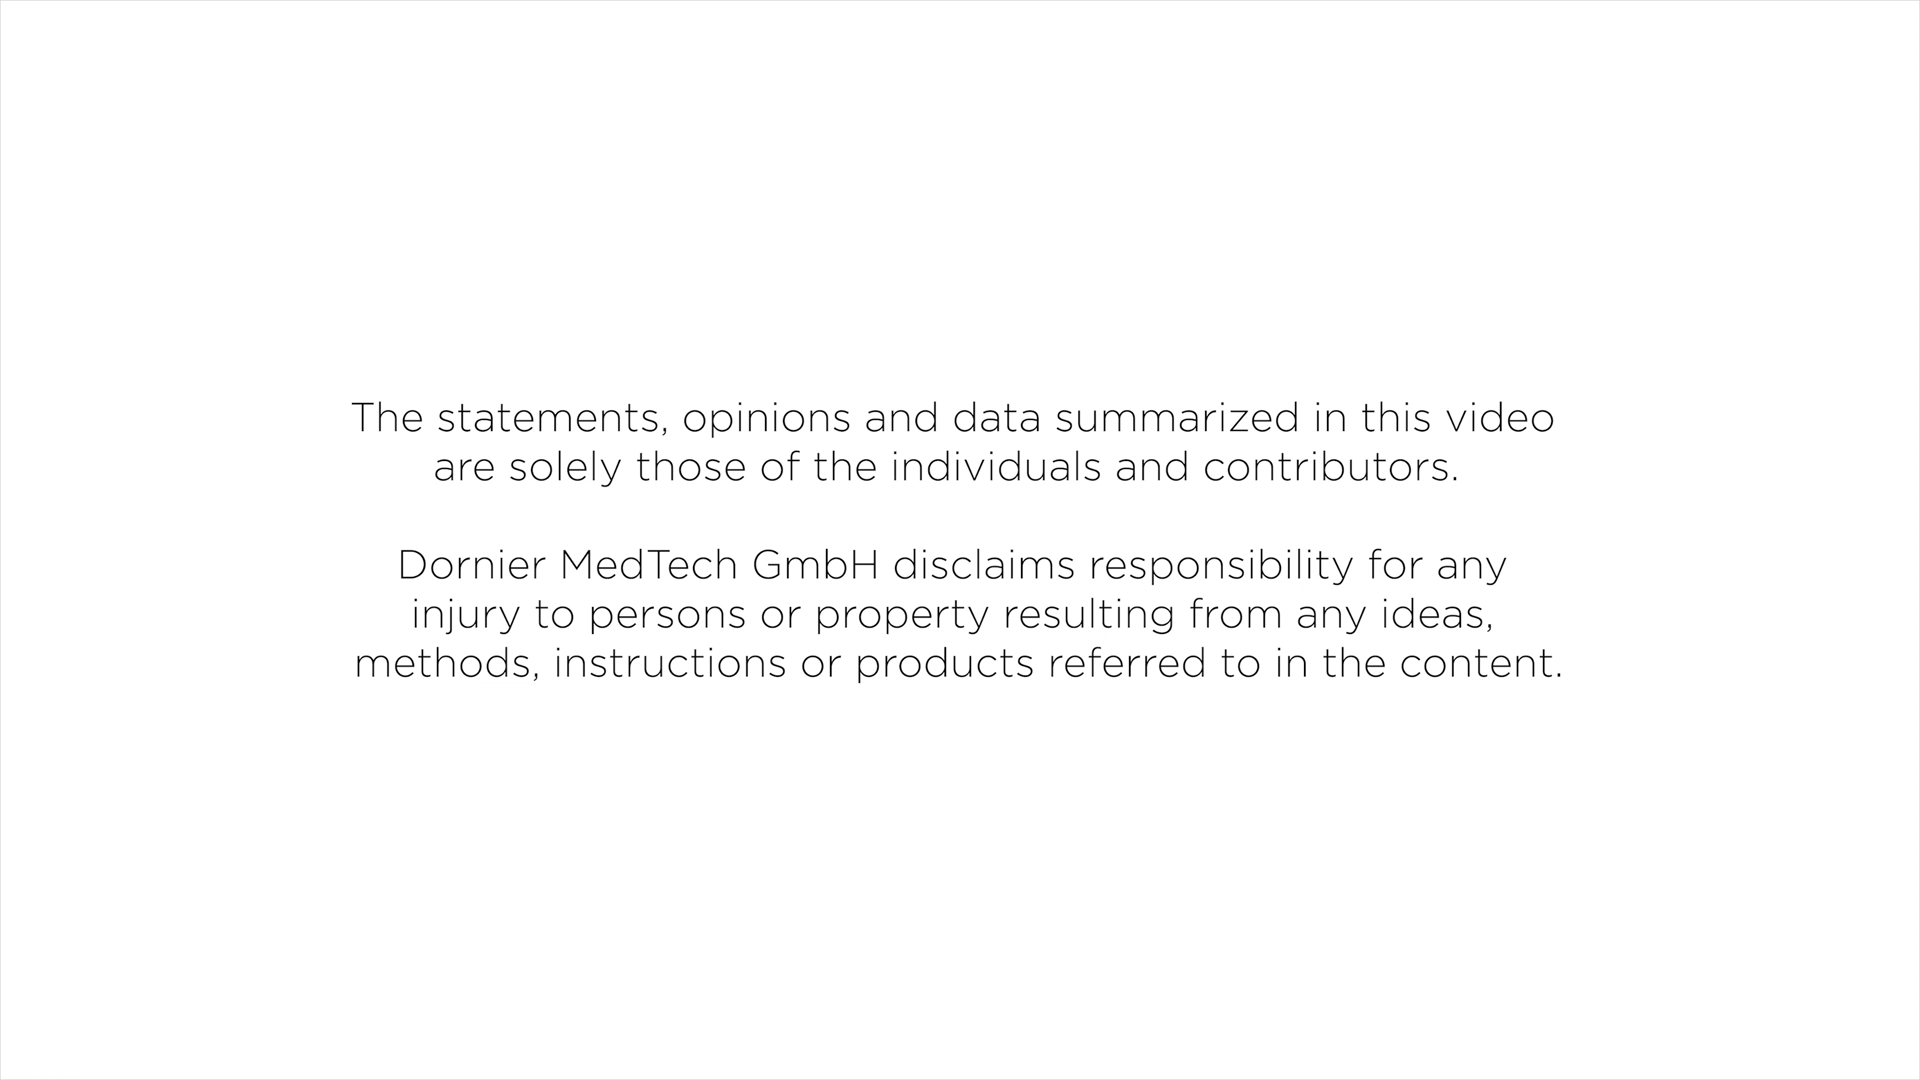 The statements, opinions and data summarized in this video
are solely those of the individuals and contributors.
Dornier MedTech GmbH disclaims responsibility for any
injury to persons or property resulting from any ideas,
methods, instructions or products referred to in the content.